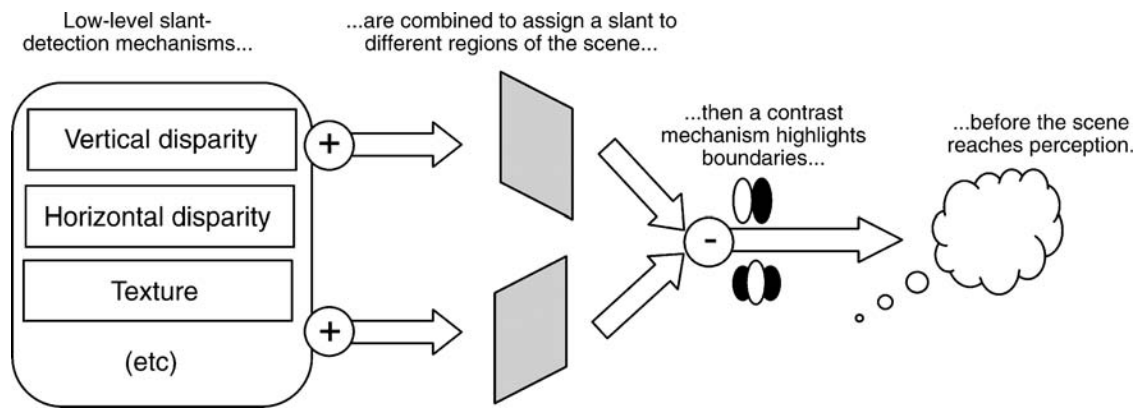 Low-level slant-
detection mechanisms...
...are combined to assign a slant to
different regions of the scene...
...then a contrast
mechanism highlights
boundaries...
...before the scene
reaches perception.
Vertical disparity
Horizontal disparity
Texture
(etc)
+
+
-